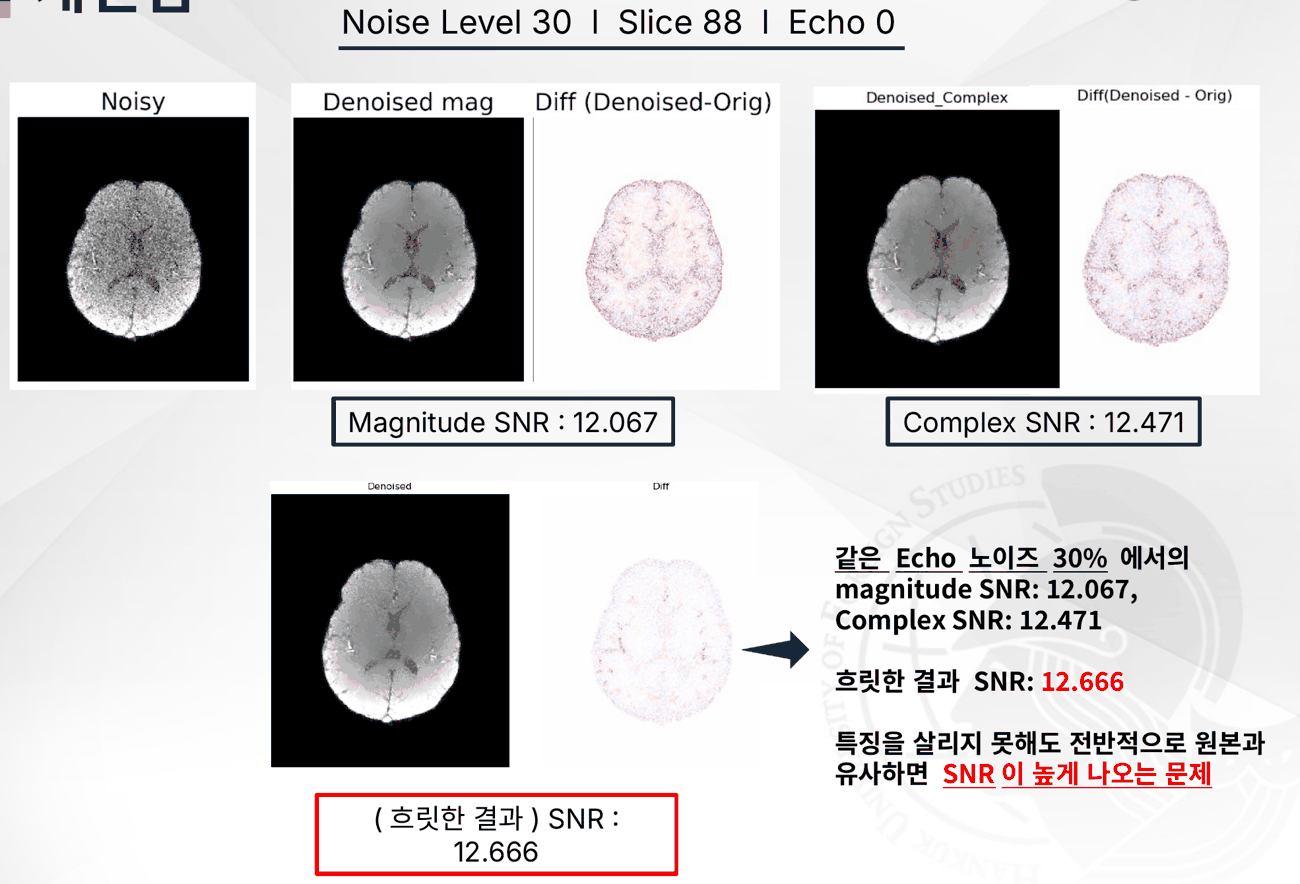 Noise Level 30 l Slice 88 l Echo 0
Noisy
Denoised mag
Diff (Denoised-Orig)
Denoised_Complex
Diff(Denoised - Orig)
Magnitude SNR : 12.067
Complex SNR : 12.471
Denoised
Diff
같은 Echo 노이즈 30% 에서의
magnitude SNR: 12.067,
Complex SNR: 12.471
흐릿한 결과 SNR: 12.666
특징을 살리지 못해도 전반적으로 원본과
유사하면 SNR 이 높게 나오는 문제
( 흐릿한 결과 ) SNR :
12.666